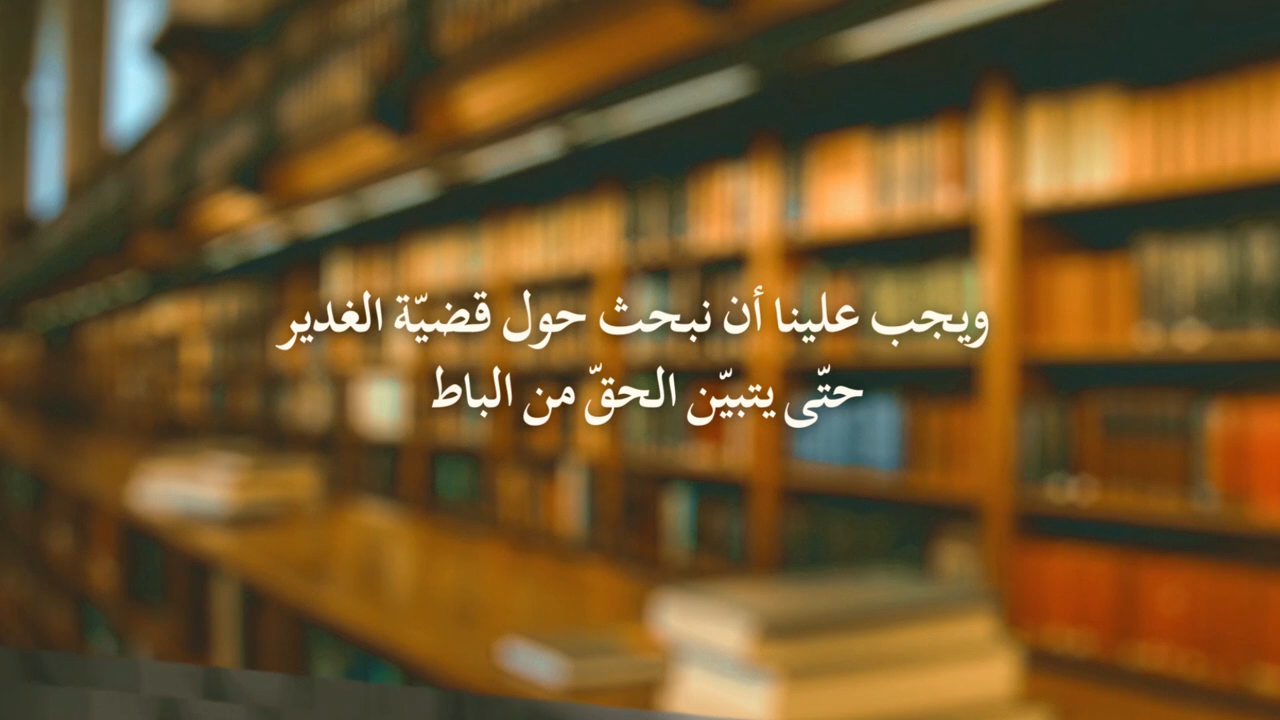 ويجب علينا أن نبحث حول قضيّة الغدير
حتّى يتبيّن الحقّ من الباط